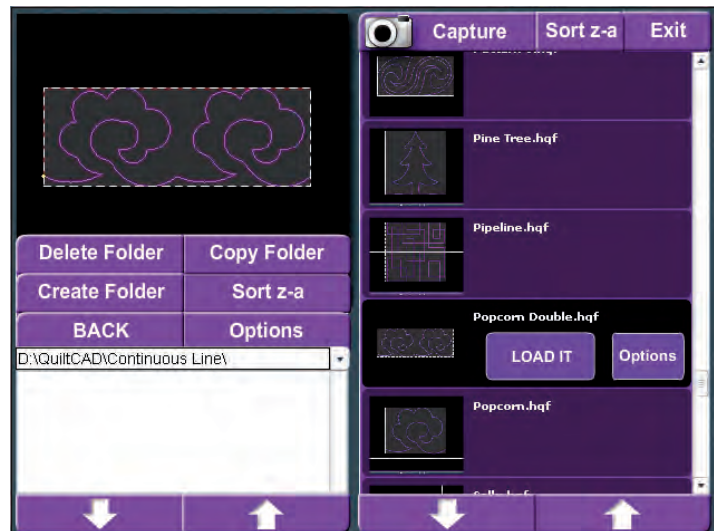 Capture
Sort z-a
Exit
Pine Tree.hqf
Pipeline.hqf
Popcorn Double.hqf
LOAD IT
Options
Popcorn.hqf
Delete Folder
Copy Folder
Create Folder
Sort z-a
BACK
Options
D:\QuiltCAD\Continuous Line\